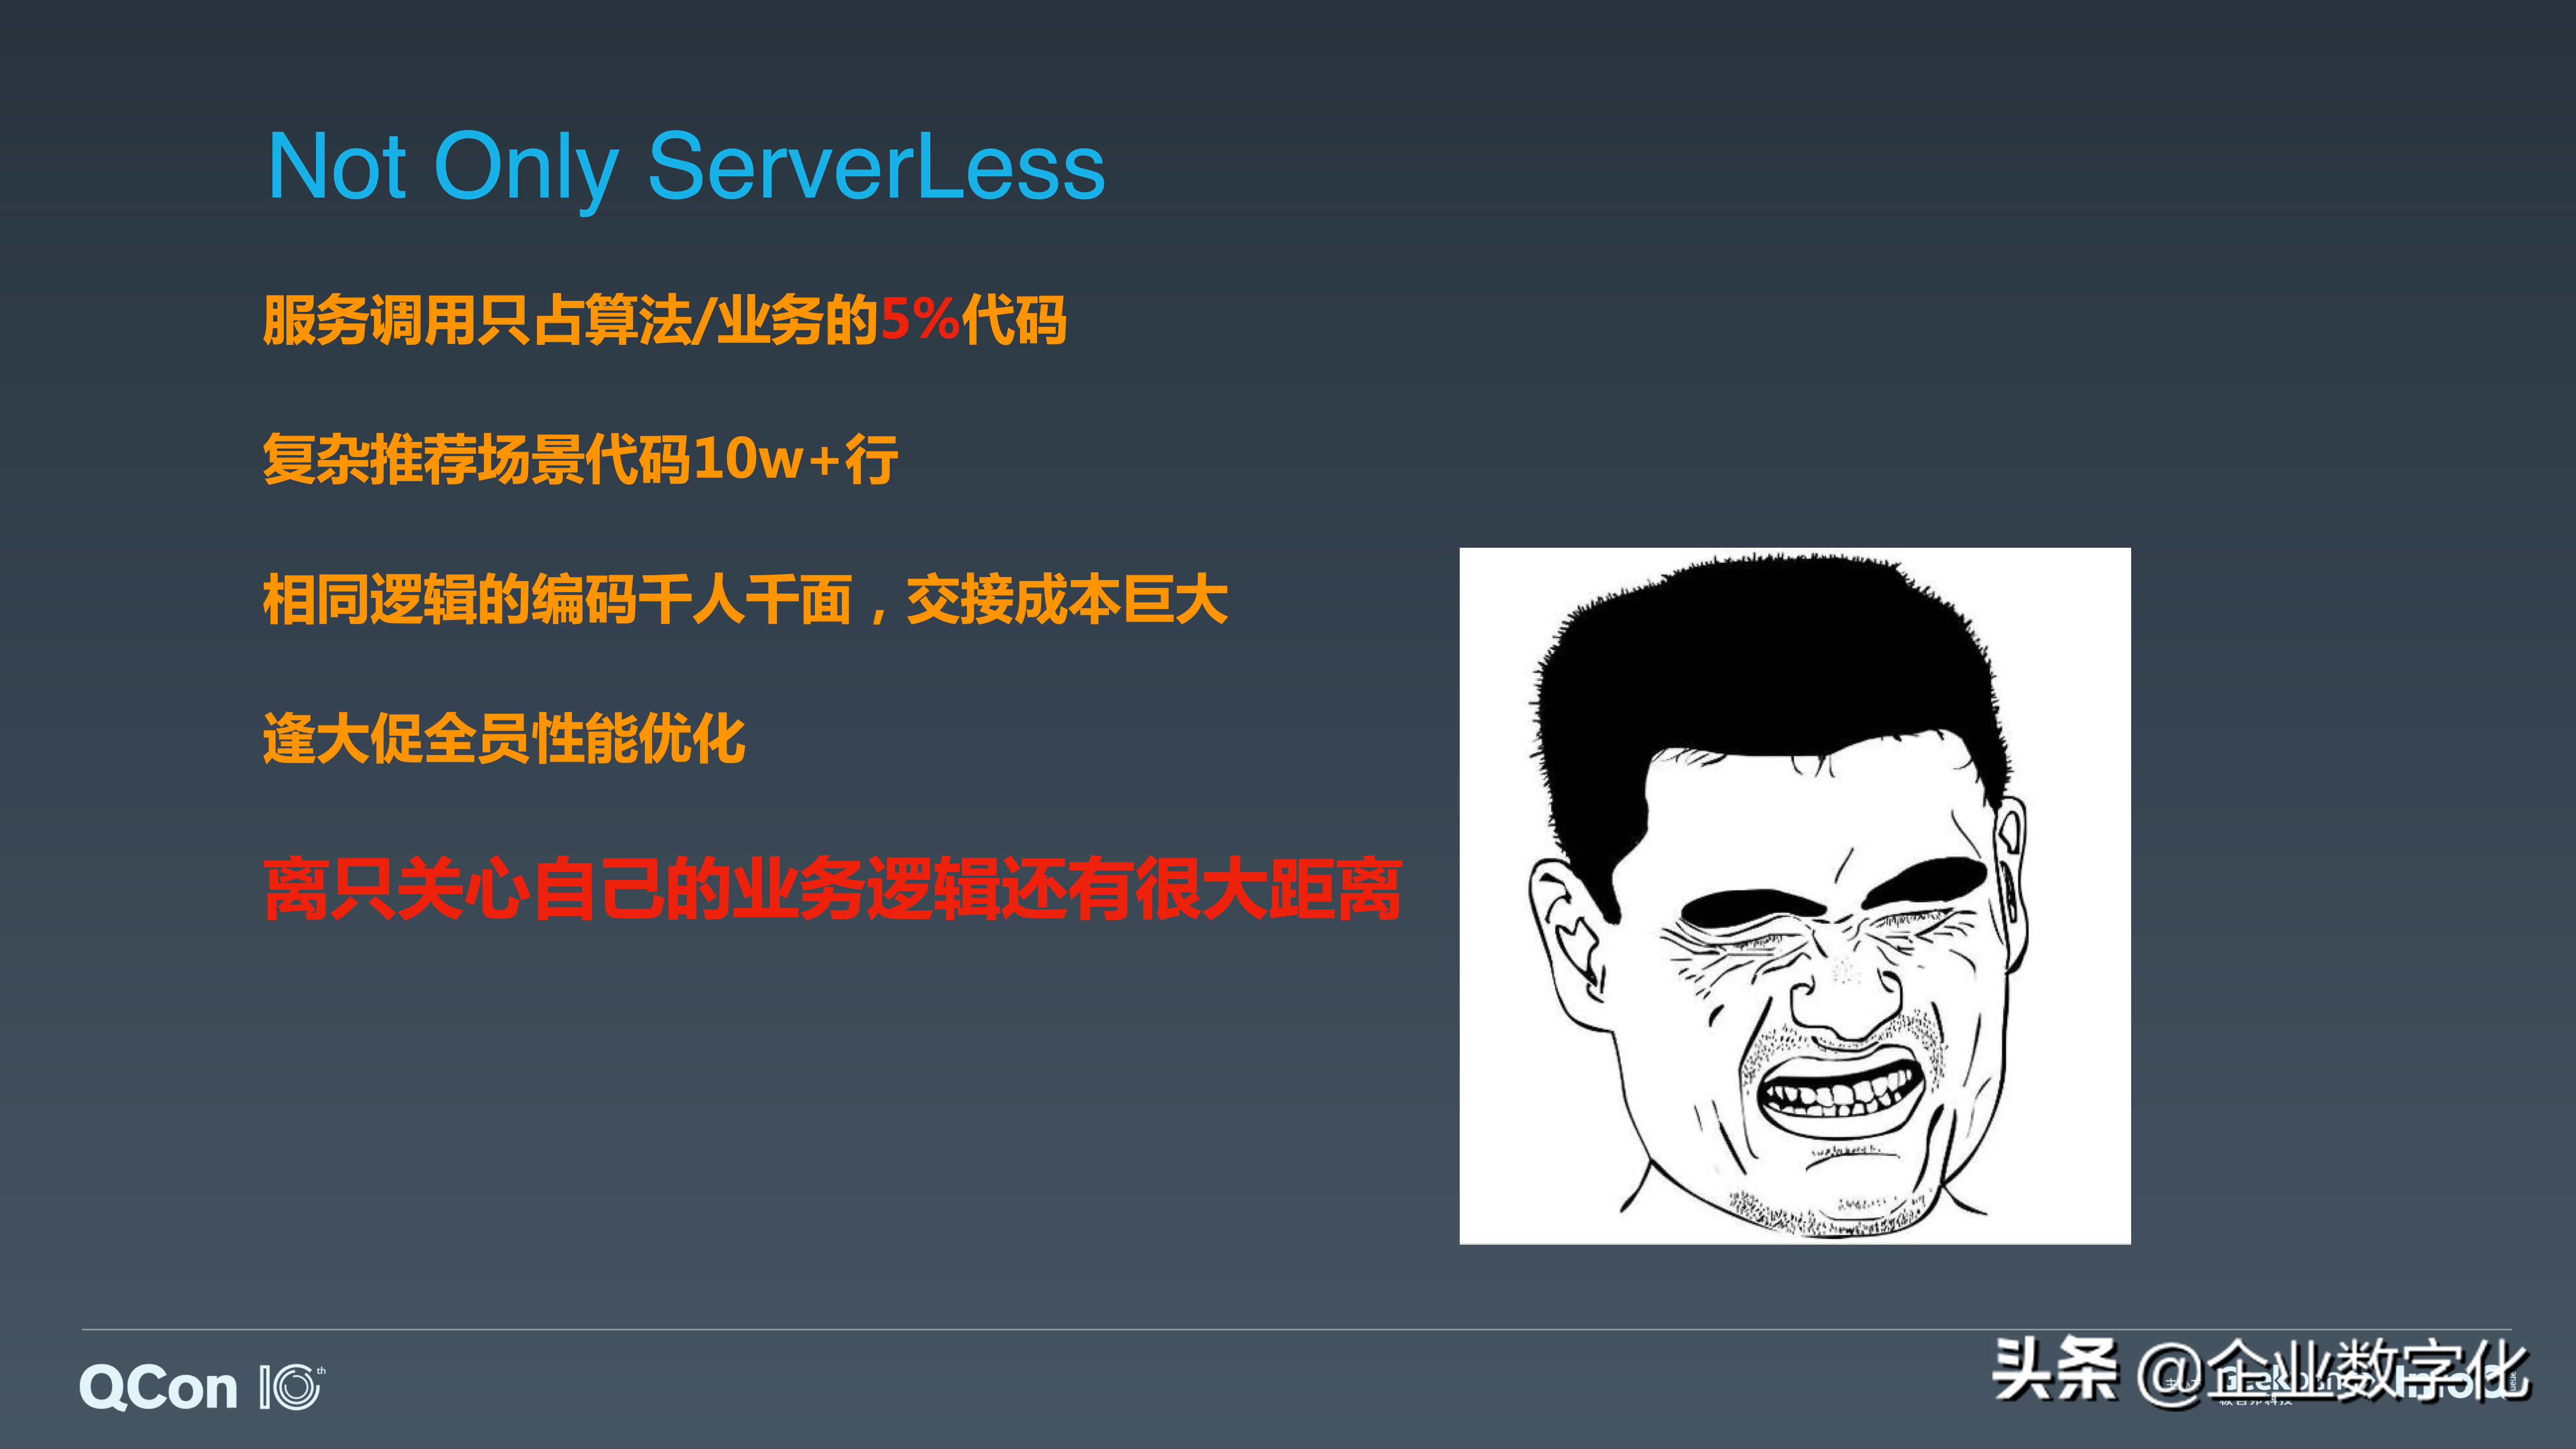 Not Only ServerLess
服务调用只占算法/业务的5%代码
复杂推荐场景代码10w+行
相同逻辑的编码千人千面，交接成本巨大
逢大促全员性能优化
离只关心自己的业务逻辑还有很大距离
QCon 10th
头条 @企业数字化